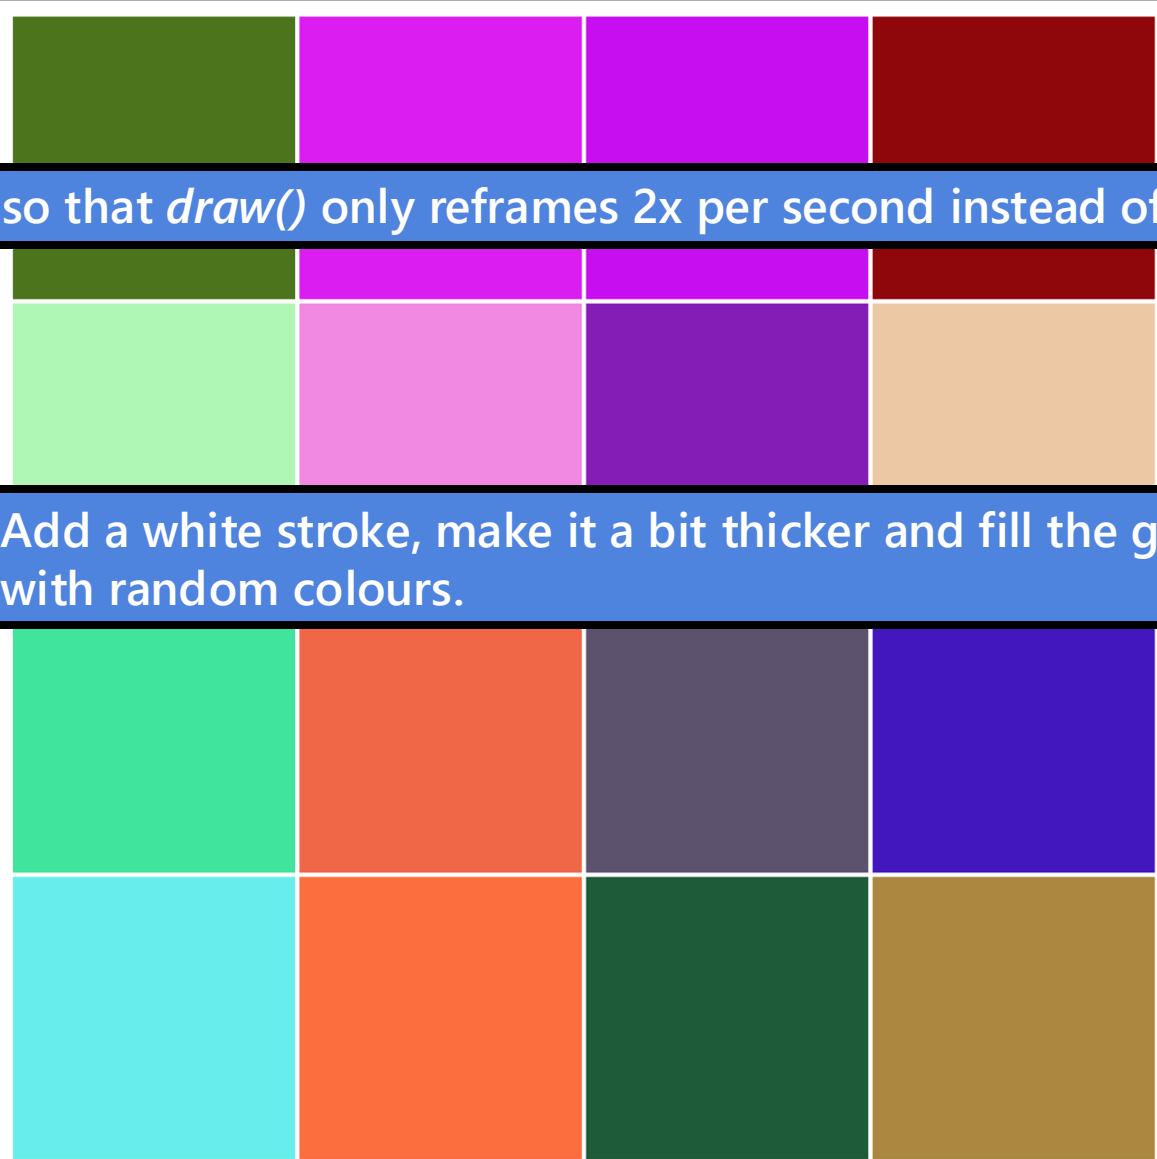 so that draw() only reframes 2x per second instead of
Add a white stroke, make it a bit thicker and fill the
with random colours.